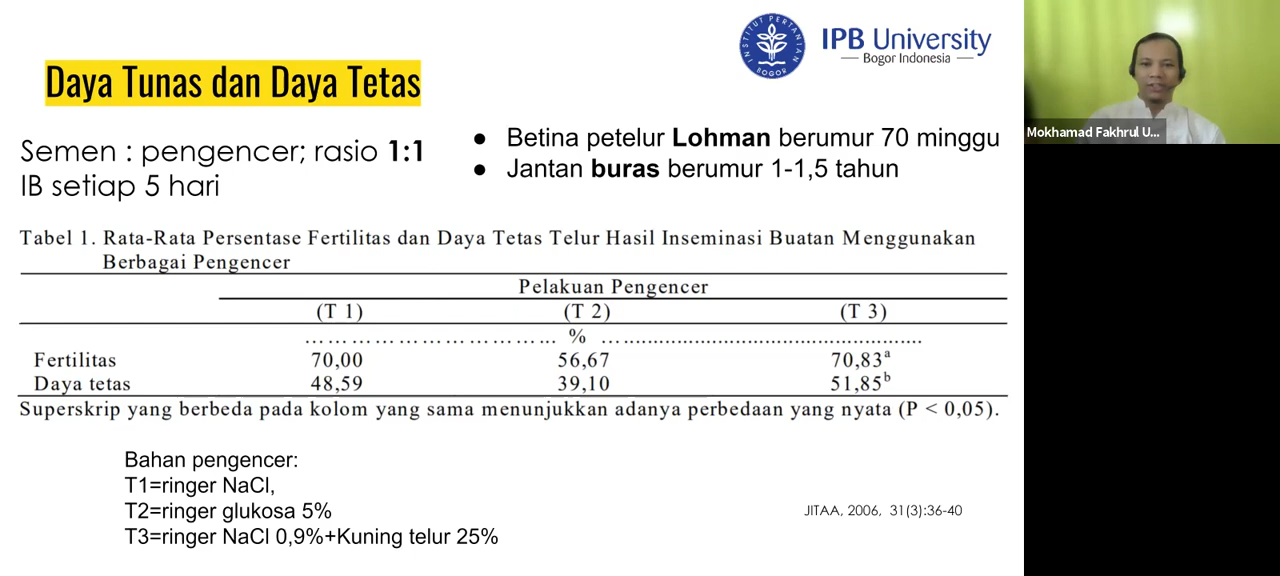 INSTITUT PERTANIAN
BOGOR
IPB University
Bogor Indonesia
Daya Tunas dan Daya Tetas
Semen : pengencer; rasio 1:1
IB setiap 5 hari
● Betina petelur Lohman berumur 70 minggu
● Jantan buras berumur 1-1,5 tahun
Mokhamad Fakhrul U...
Tabel 1. Rata-Rata Persentase Fertilitas dan Daya Tetas Telur Hasil Inseminasi Buatan Menggunakan
Berbagai Pengencer
Pelakuan Pengencer
(T 1) (T 2) (T 3)
……………………………… % …...................................................
Fertilitas 70,00 56,67 70,83ᵃ
Daya tetas 48,59 39,10 51,85ᵇ
Superskrip yang berbeda pada kolom yang sama menunjukkan adanya perbedaan yang nyata (P < 0,05).
Bahan pengencer:
T1=ringer NaCl,
T2=ringer glukosa 5%
T3=ringer NaCl 0,9%+Kuning telur 25%
JITAA, 2006, 31(3):36-40